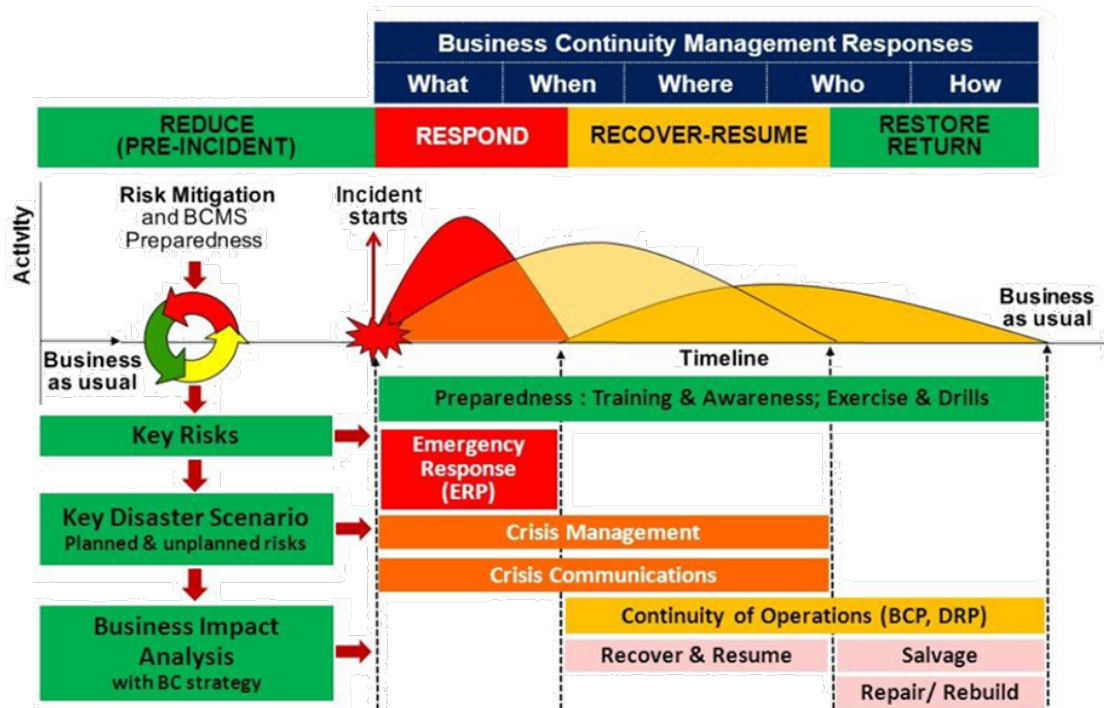 Business Continuity Management Responses
What When Where Who How
REDUCE
(PRE-INCIDENT)
RESPOND
RECOVER-RESUME
RESTORE
RETURN
Activity
Risk Mitigation
and BCMS
Preparedness
Incident
starts
Business
as usual
Business
as usual
Timeline
Preparedness : Training & Awareness; Exercise & Drills
Key Risks
Emergency
Response
(ERP)
Key Disaster Scenario
Planned & unplanned risks
Crisis Management
Crisis Communications
Business Impact
Analysis
with BC strategy
Continuity of Operations (BCP, DRP)
Recover & Resume
Salvage
Repair/ Rebuild